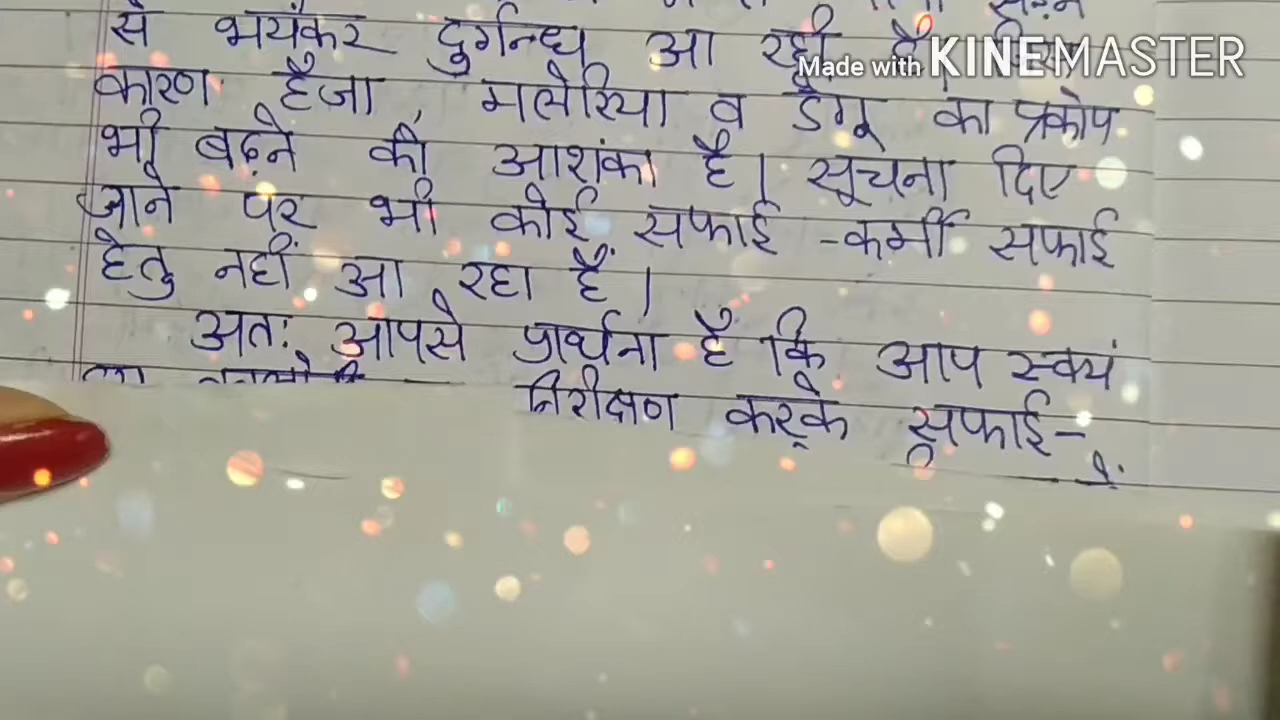 से भयंकर दुर्गन्ध आ रही है,
Made with KINEMASTER
कारण हैजा, मलेरिया व डेंगू का प्रकोप
भी बढ़ने की आशंका है। सूचना दिए
जाने पर भी कोई सफाई -कर्मी सफाई
हेतु नहीं आ रहा हैं।
अतः आपसे प्रार्थना है कि आप स्वयं
निरीक्षण करके सफाई-